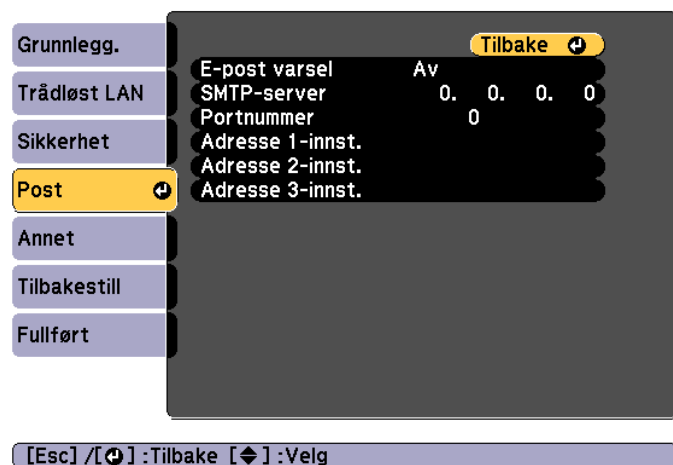 Grunnlegg.
Trådløst LAN
Sikkerhet
Post
Annet
Tilbakestill
Fullført
Tilbake
E-post varsel Av
SMTP-server 0. 0. 0. 0
Portnummer 0
Adresse 1-innst.
Adresse 2-innst.
Adresse 3-innst.
[Esc] /[⏎] :Tilbake [◆] :Velg